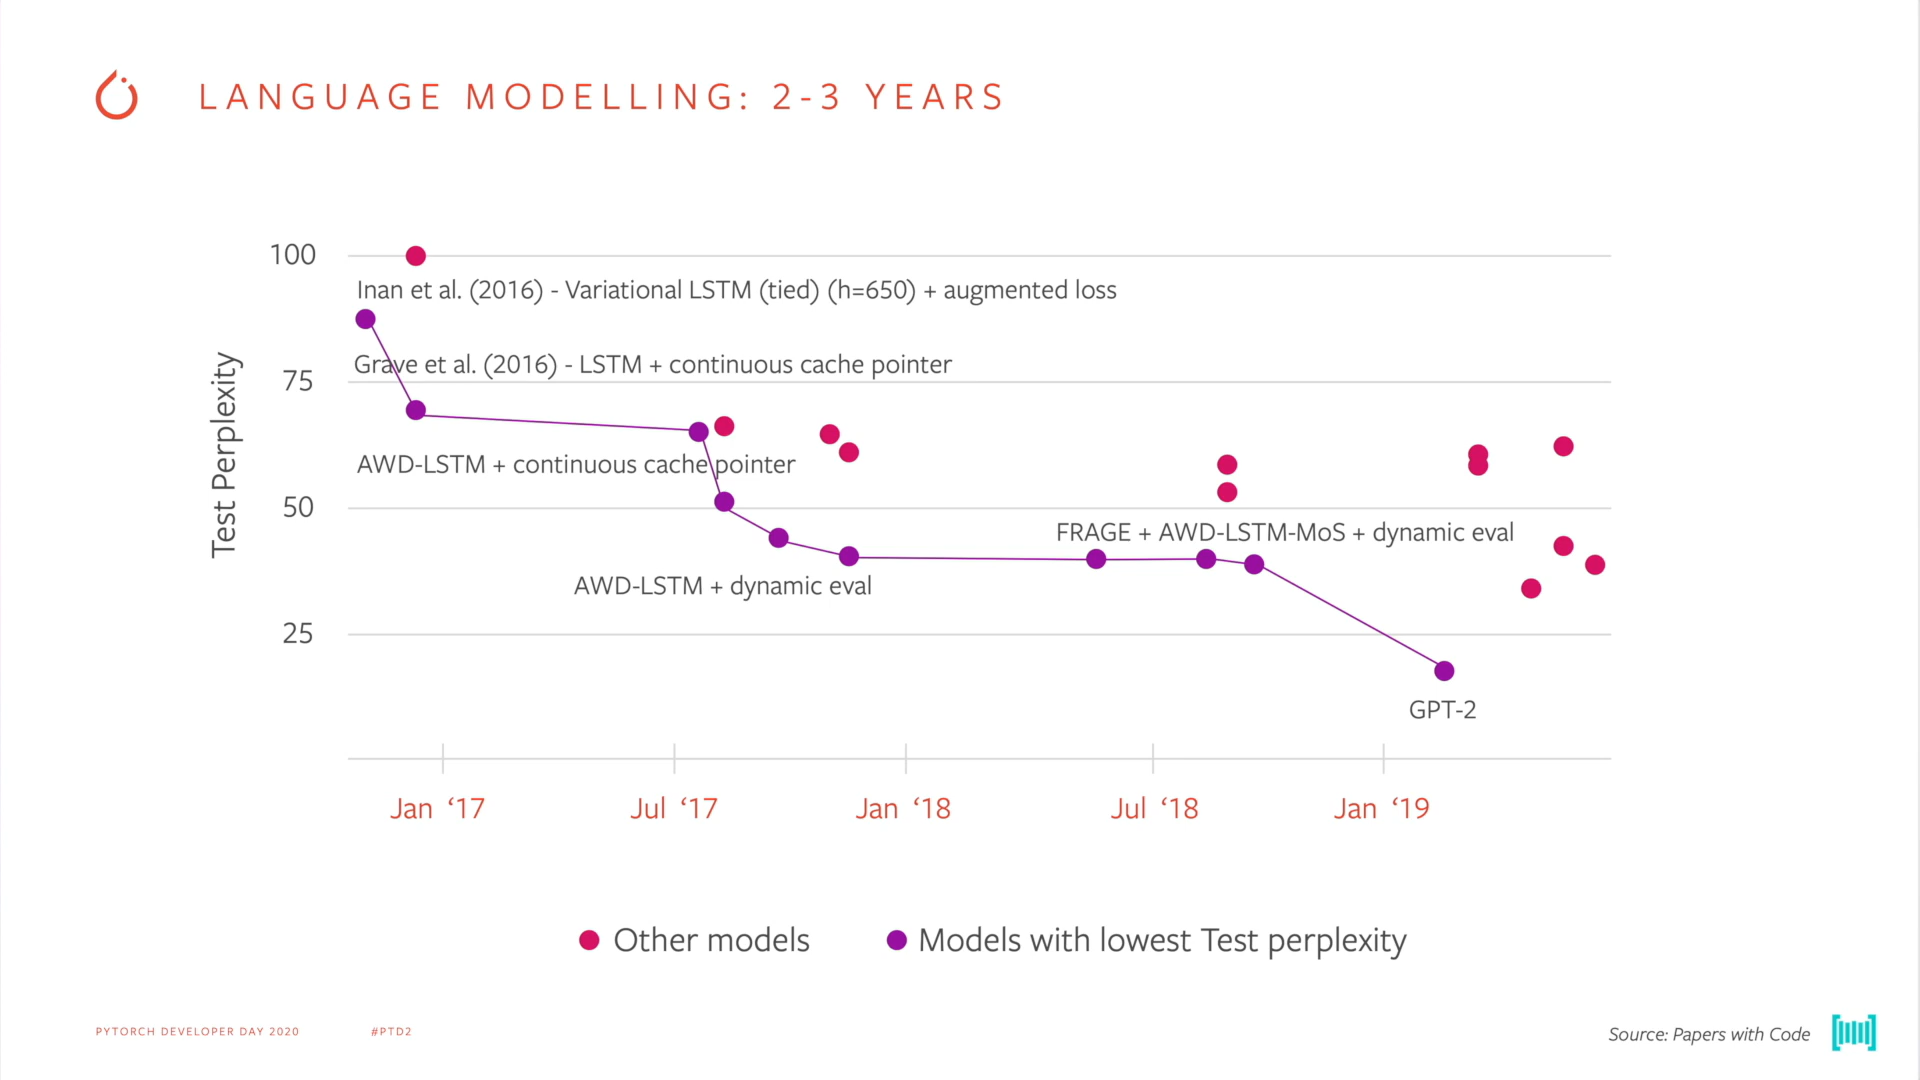 LANGUAGE MODELLING: 2-3 YEARS
Test Perplexity
100
75
50
25
Inan et al. (2016) - Variational LSTM (tied) (h=650) + augmented loss
Grave et al. (2016) - LSTM + continuous cache pointer
AWD-LSTM + continuous cache pointer
FRAGE + AWD-LSTM-MoS + dynamic eval
AWD-LSTM + dynamic eval
GPT-2
Jan ‘17
Jul ‘17
Jan ‘18
Jul ‘18
Jan ‘19
Other models
Models with lowest Test perplexity
PYTORCH DEVELOPER DAY 2020
#PTD2
Source: Papers with Code